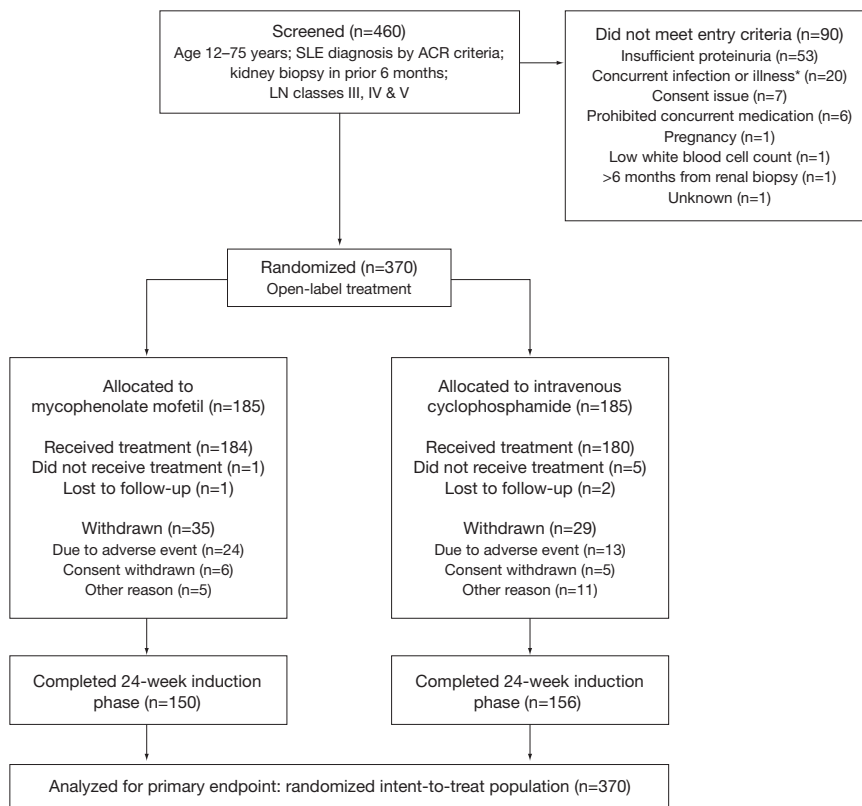 Screened (n=460)
Age 12–75 years; SLE diagnosis by ACR criteria;
kidney biopsy in prior 6 months;
LN classes III, IV & V
Did not meet entry criteria (n=90)
Insufficient proteinuria (n=53)
Concurrent infection or illness* (n=20)
Consent issue (n=7)
Prohibited concurrent medication (n=6)
Pregnancy (n=1)
Low white blood cell count (n=1)
>6 months from renal biopsy (n=1)
Unknown (n=1)
Randomized (n=370)
Open-label treatment
Allocated to
mycophenolate mofetil (n=185)
Received treatment (n=184)
Did not receive treatment (n=1)
Lost to follow-up (n=1)
Withdrawn (n=35)
Due to adverse event (n=24)
Consent withdrawn (n=6)
Other reason (n=5)
Allocated to intravenous
cyclophosphamide (n=185)
Received treatment (n=180)
Did not receive treatment (n=5)
Lost to follow-up (n=2)
Withdrawn (n=29)
Due to adverse event (n=13)
Consent withdrawn (n=5)
Other reason (n=11)
Completed 24-week induction
phase (n=150)
Completed 24-week induction
phase (n=156)
Analyzed for primary endpoint: randomized intent-to-treat population (n=370)